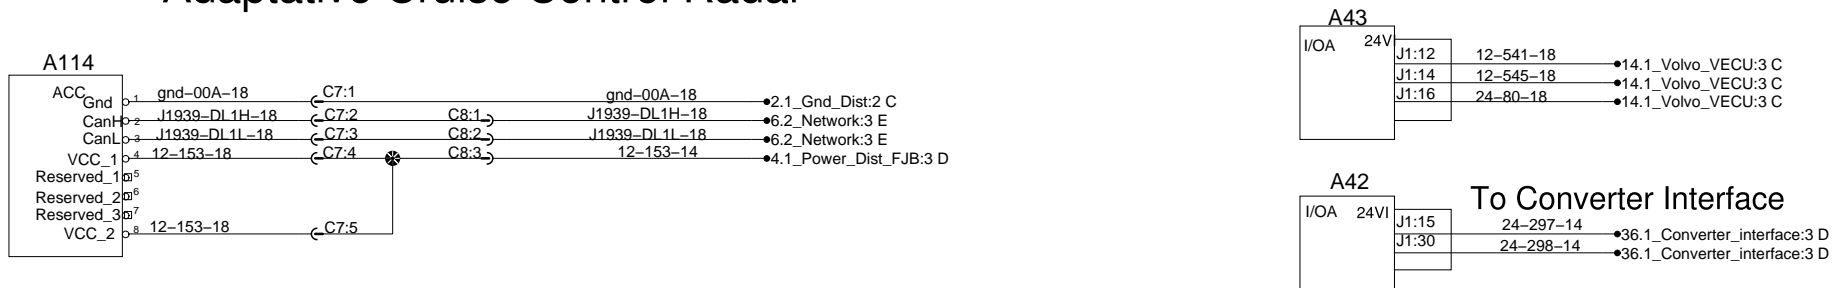 Adaptative Cruise Control Radar
A114
ACC
Gnd 1 gnd-00A-18 C7:1 gnd-00A-18 2.1_Gnd_Dist:2 C
CanH 2 J1939-DL1H-18 C7:2 C8:1 J1939-DL1H-18 6.2_Network:3 E
CanL 3 J1939-DL1L-18 C7:3 C8:2 J1939-DL1L-18 6.2_Network:3 E
VCC_1 4 12-153-18 C7:4 C8:3 12-153-14 4.1_Power_Dist_FJB:3 D
Reserved_1 5
Reserved_2 6
Reserved_3 7
VCC_2 8 12-153-18 C7:5
A43
I/OA 24VI
J1:12 12-541-18 14.1_Volvo_VECU:3 C
J1:14 12-545-18 14.1_Volvo_VECU:3 C
J1:16 24-80-18 14.1_Volvo_VECU:3 C
A42
To Converter Interface
I/OA 24VI
J1:15 24-297-14 36.1_Converter_interface:3 D
J1:30 24-298-14 36.1_Converter_interface:3 D